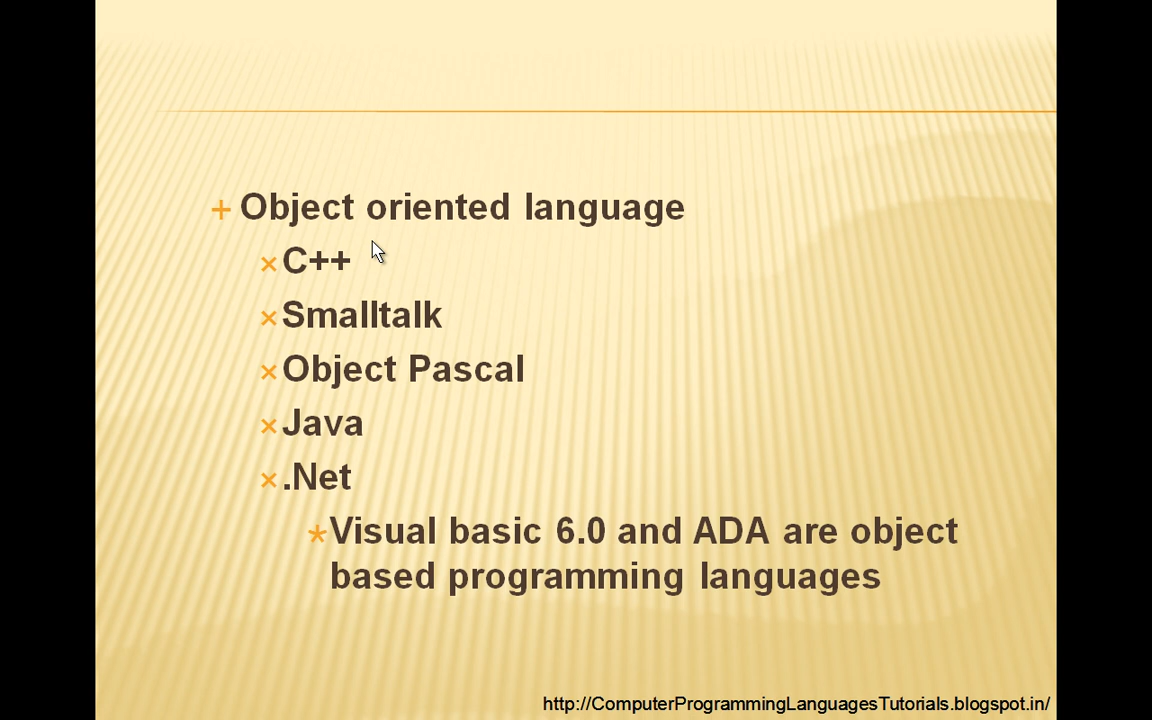 Object oriented language
C++
Smalltalk
Object Pascal
Java
.Net
Visual basic 6.0 and ADA are object
based programming languages
http://ComputerProgrammingLanguagesTutorials.blogspot.in/